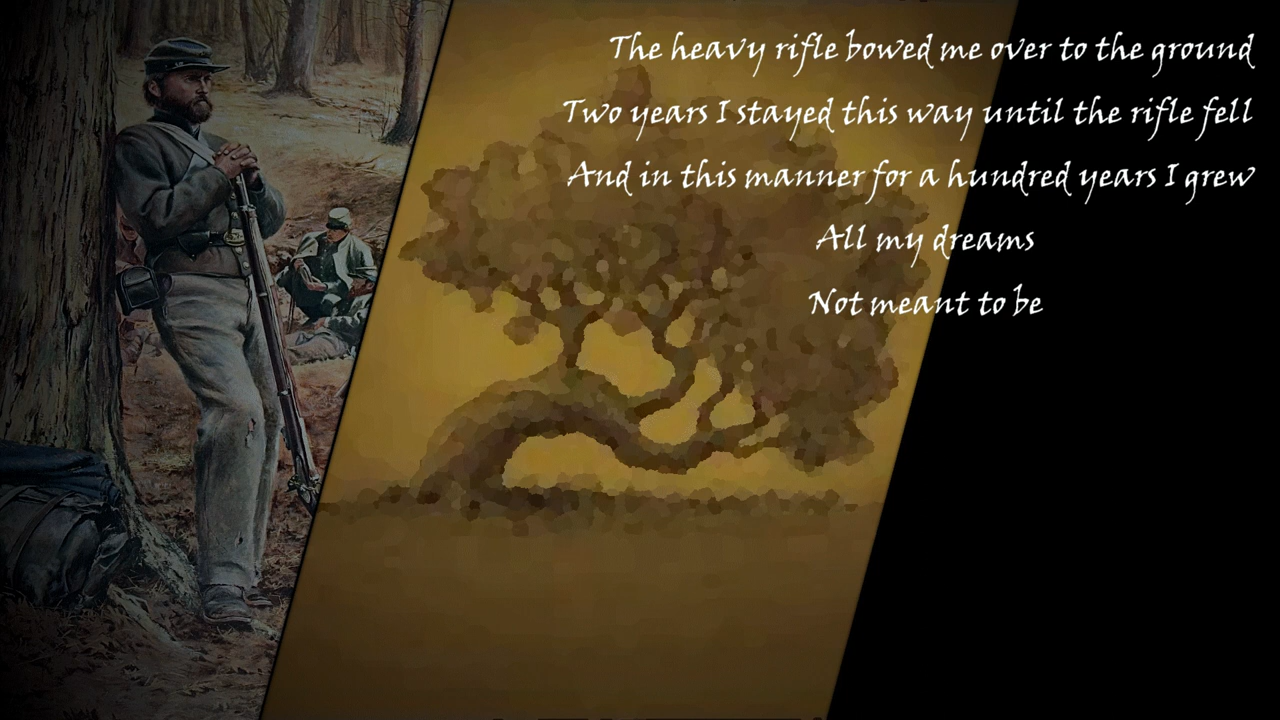 The heavy rifle bowed me over to the ground
Two years I stayed this way until the rifle fell
And in this manner for a hundred years I grew
All my dreams
Not meant to be